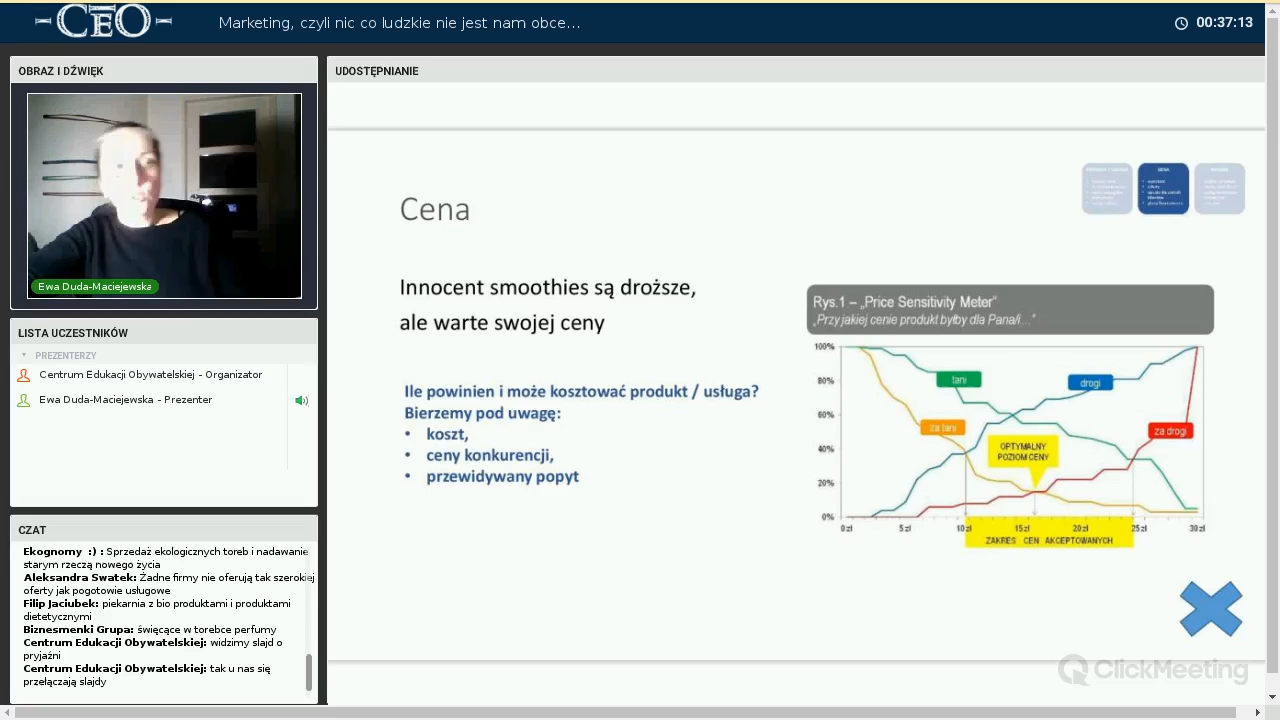 CEO
Marketing, czyli nic co ludzkie nie jest nam obce...
00:37:13
OBRAZ I DŹWIĘK
Ewa Duda-Maciejewska
LISTA UCZESTNIKÓW
PREZENTERZY
Centrum Edukacji Obywatelskiej - Organizator
Ewa Duda-Maciejewska - Prezenter
CZAT
Ekognomy :) : Sprzedaż ekologicznych toreb i nadawanie
starym rzeczą nowego życia
Aleksandra Swatek: Żadne firmy nie oferują tak szerokiej
oferty jak pogotowie usługowe
Filip Jaciubek: piekarnia z bio produktami i produktami
dietetycznymi
Biznesmenki Grupa: święcące w torebce perfumy
Centrum Edukacji Obywatelskiej: widzimy slajd o
pryjaźni
Centrum Edukacji Obywatelskiej: tak u nas się
przełączają slajdy
UDOSTĘPNIANIE
CENA
Cena
Innocent smoothies są droższe,
ale warte swojej ceny
Ile powinien i może kosztować produkt / usługa?
Bierzemy pod uwagę:
• koszt,
• ceny konkurencji,
• przewidywany popyt
Rys.1 – „Price Sensitivity Meter"
„Przy jakiej cenie produkt byłby dla Pana/i…"
100%
80%
60%
40%
20%
0%
tani
drogi
za tani
za drogi
OPTYMALNY
POZIOM CENY
0 zł 5 zł 10 zł 15 zł 20 zł 25 zł 30 zł
ZAKRES CEN AKCEPTOWANYCH
ClickMeeting